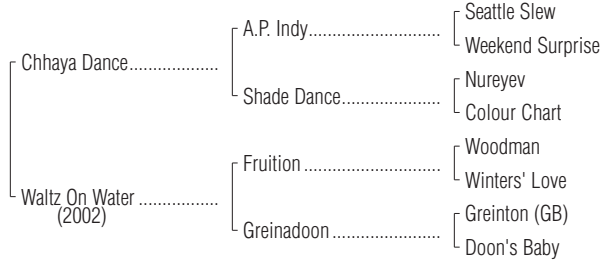 Seattle Slew
A.P. Indy
Weekend Surprise
Chhaya Dance
Nureyev
Shade Dance
Colour Chart
Woodman
Fruition
Winters' Love
Waltz On Water
(2002)
Greinton (GB)
Greinadoon
Doon's Baby